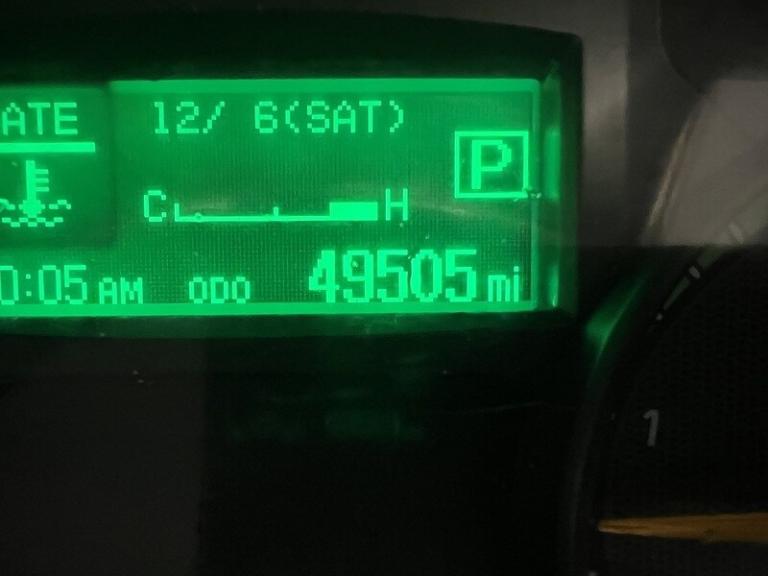 ATE
12/ 6(SAT)
P
C H
0:05 AM ODO 49505 mi
1